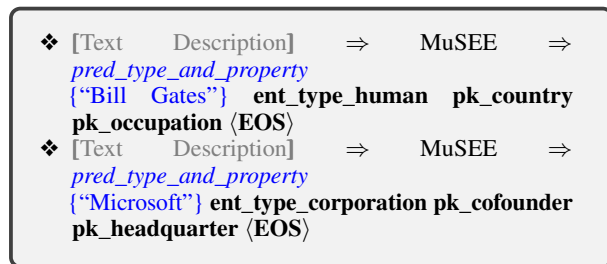 ❖ [Text Description] ⇒ MuSEE ⇒
pred_type_and_property
{“Bill Gates”} ent_type_human pk_country
pk_occupation ⟨EOS⟩
❖ [Text Description] ⇒ MuSEE ⇒
pred_type_and_property
{“Microsoft”} ent_type_corporation pk_cofounder
pk_headquarter ⟨EOS⟩